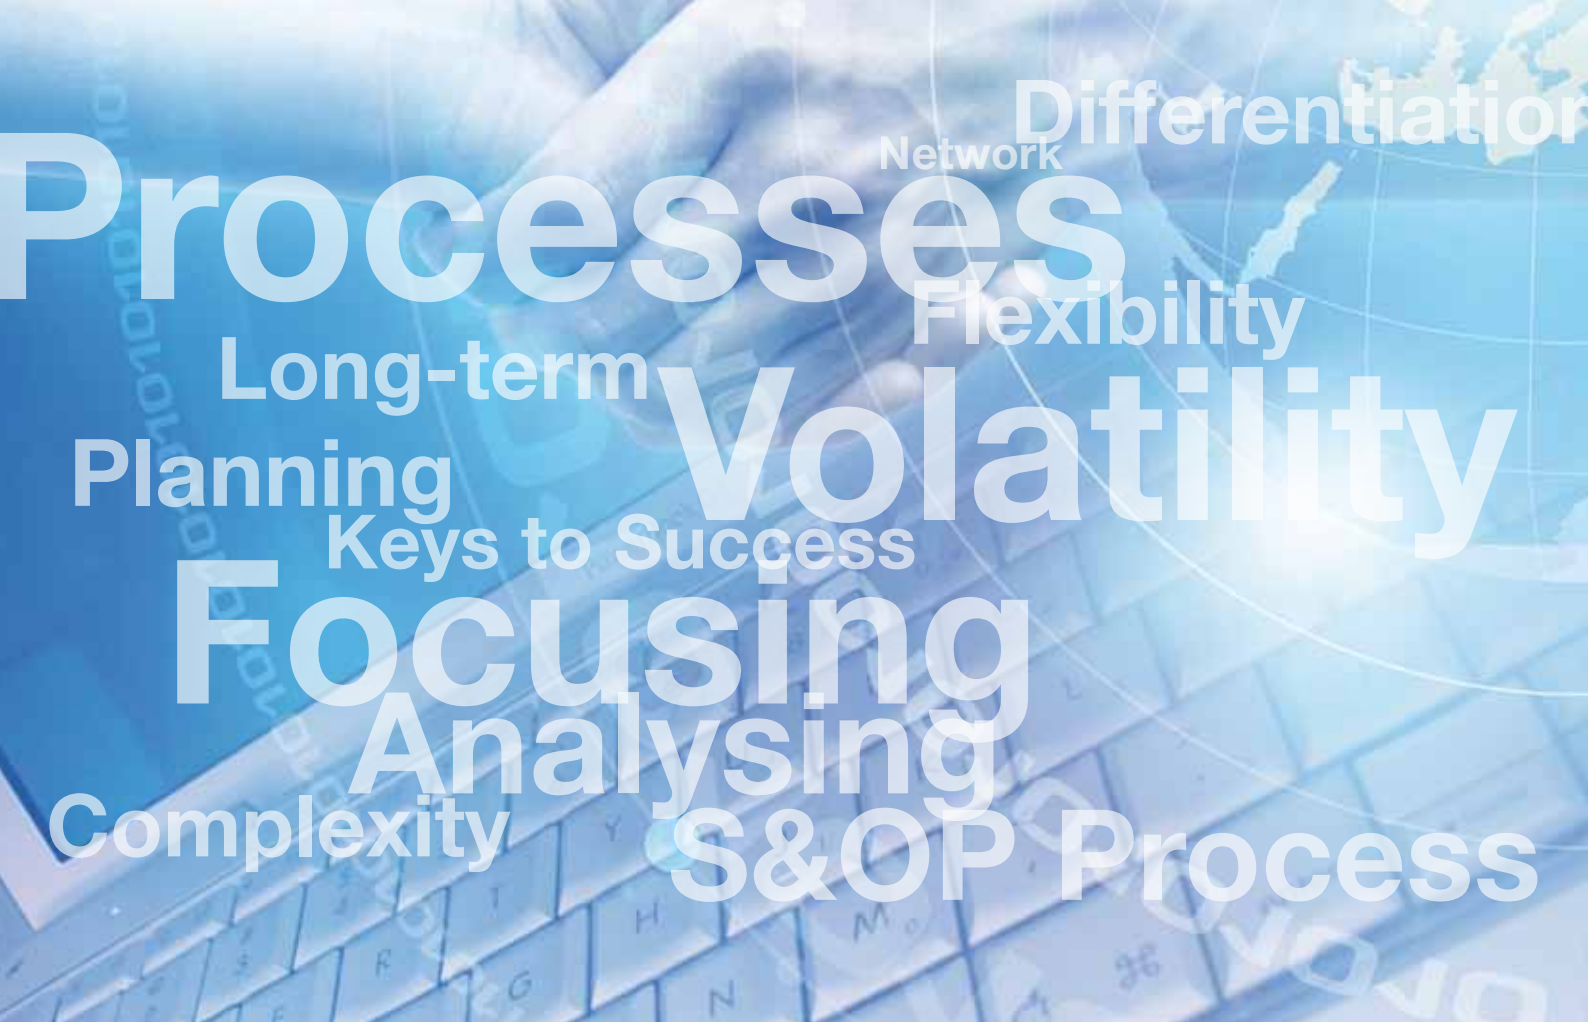 Differentiation
Network
Processes
Flexibility
Long-term
Volatility
Planning
Keys to Success
Focusing
Analysing
Complexity
S&OP Process
Y
T
H
M
$
R
G
N
⌘
L